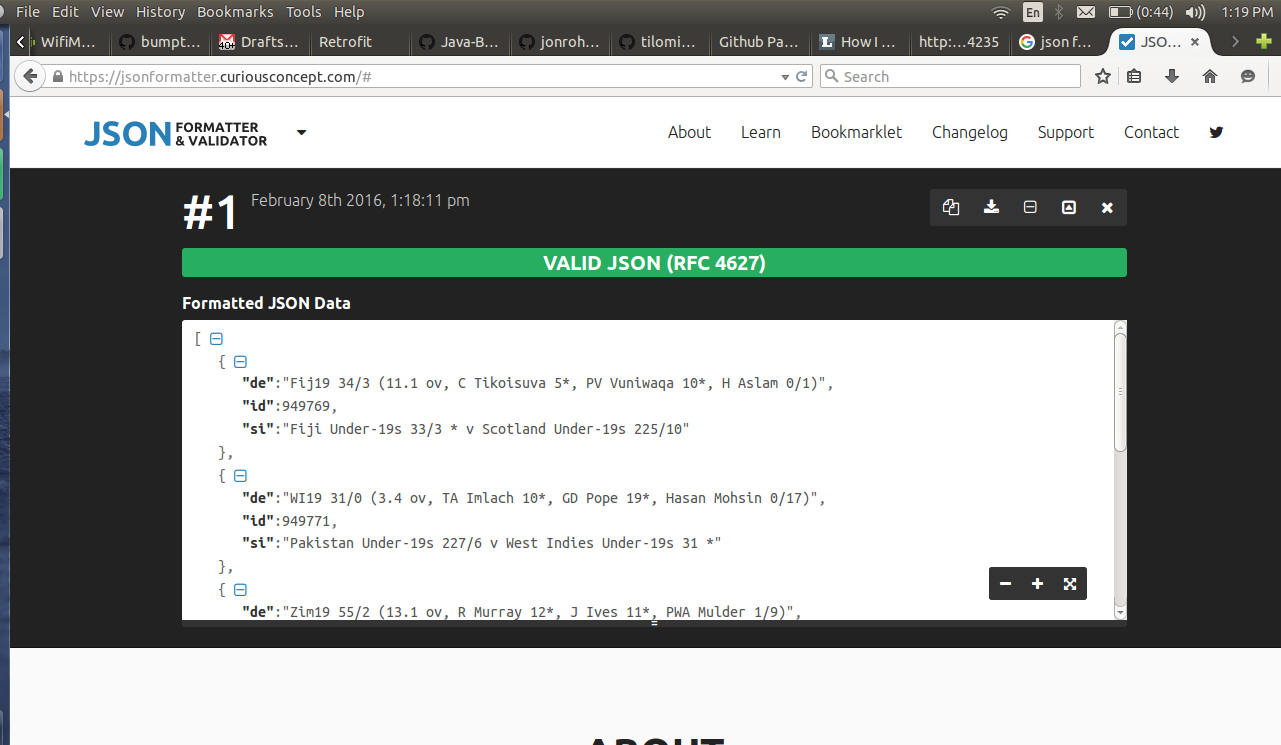 File Edit View History Bookmarks Tools Help En (0:44) 1:19 PM
WifiM... bumpt... 40+ Drafts... Retrofit Java-B... jonroh... tilomi... Github Pa... L How I ... http:...4235 G json f... JSO...
https://jsonformatter.curiousconcept.com/# Search
JSON FORMATTER & VALIDATOR About Learn Bookmarklet Changelog Support Contact
#1 February 8th 2016, 1:18:11 pm
VALID JSON (RFC 4627)
Formatted JSON Data
[
{
"de":"Fij19 34/3 (11.1 ov, C Tikoisuva 5*, PV Vuniwaqa 10*, H Aslam 0/1)",
"id":949769,
"si":"Fiji Under-19s 33/3 * v Scotland Under-19s 225/10"
},
{
"de":"WI19 31/0 (3.4 ov, TA Imlach 10*, GD Pope 19*, Hasan Mohsin 0/17)",
"id":949771,
"si":"Pakistan Under-19s 227/6 v West Indies Under-19s 31 *"
},
{
"de":"Zim19 55/2 (13.1 ov, R Murray 12*, J Ives 11*, PWA Mulder 1/9)",
ABOUT